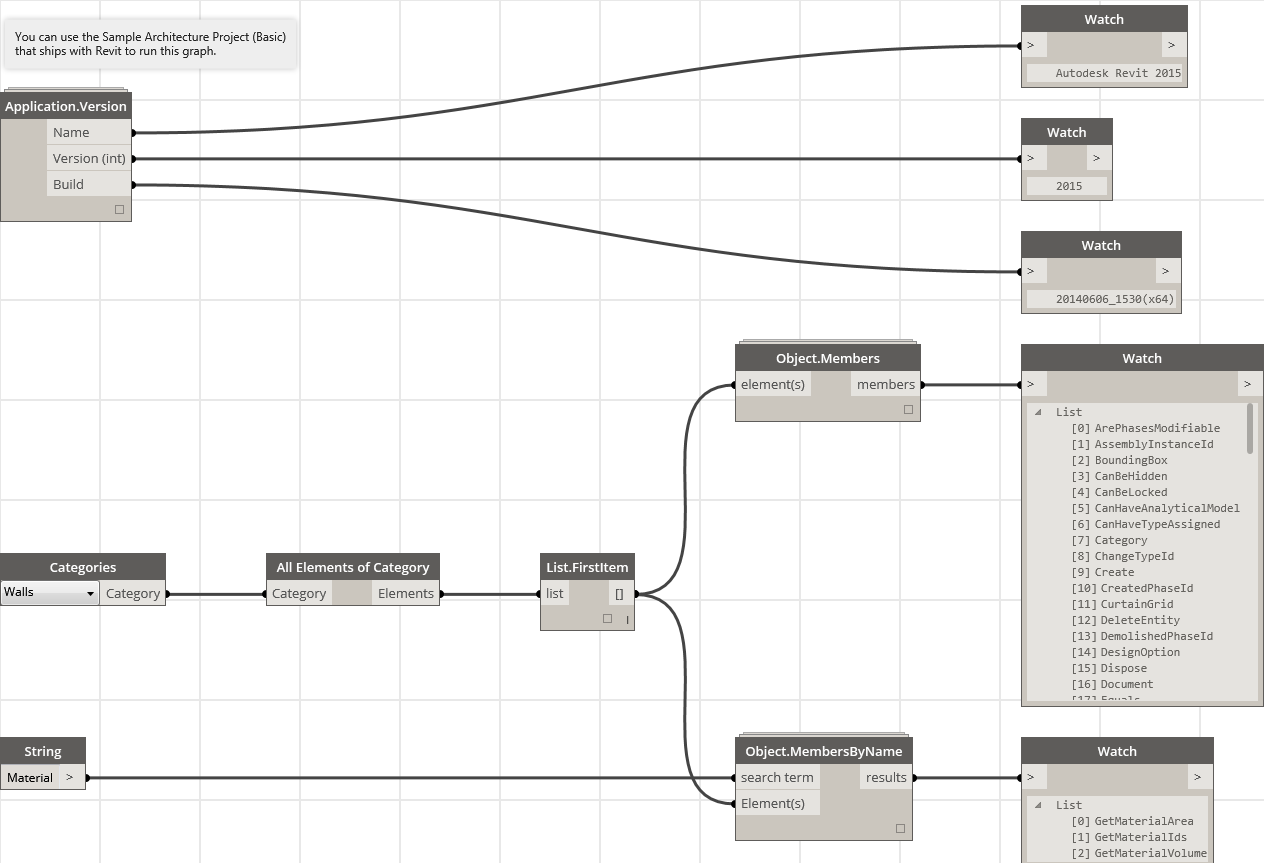 You can use the Sample Architecture Project (Basic)
that ships with Revit to run this graph.
Application.Version
Name
Version (int)
Build
Watch
> >
Autodesk Revit 2015
Watch
> >
2015
Watch
> >
20140606_1530(x64)
Object.Members
element(s) members
Watch
> >
List
[0] ArePhasesModifiable
[1] AssemblyInstanceId
[2] BoundingBox
[3] CanBeHidden
[4] CanBeLocked
[5] CanHaveAnalyticalModel
[6] CanHaveTypeAssigned
[7] Category
[8] ChangeTypeId
[9] Create
[10] CreatedPhaseId
[11] CurtainGrid
[12] DeleteEntity
[13] DemolishedPhaseId
[14] DesignOption
[15] Dispose
[16] Document
[17] Equals
Categories
Walls Category
All Elements of Category
Category Elements
List.FirstItem
list []
l
String
Material >
Object.MembersByName
search term results
Element(s)
Watch
> >
List
[0] GetMaterialArea
[1] GetMaterialIds
[2] GetMaterialVolume